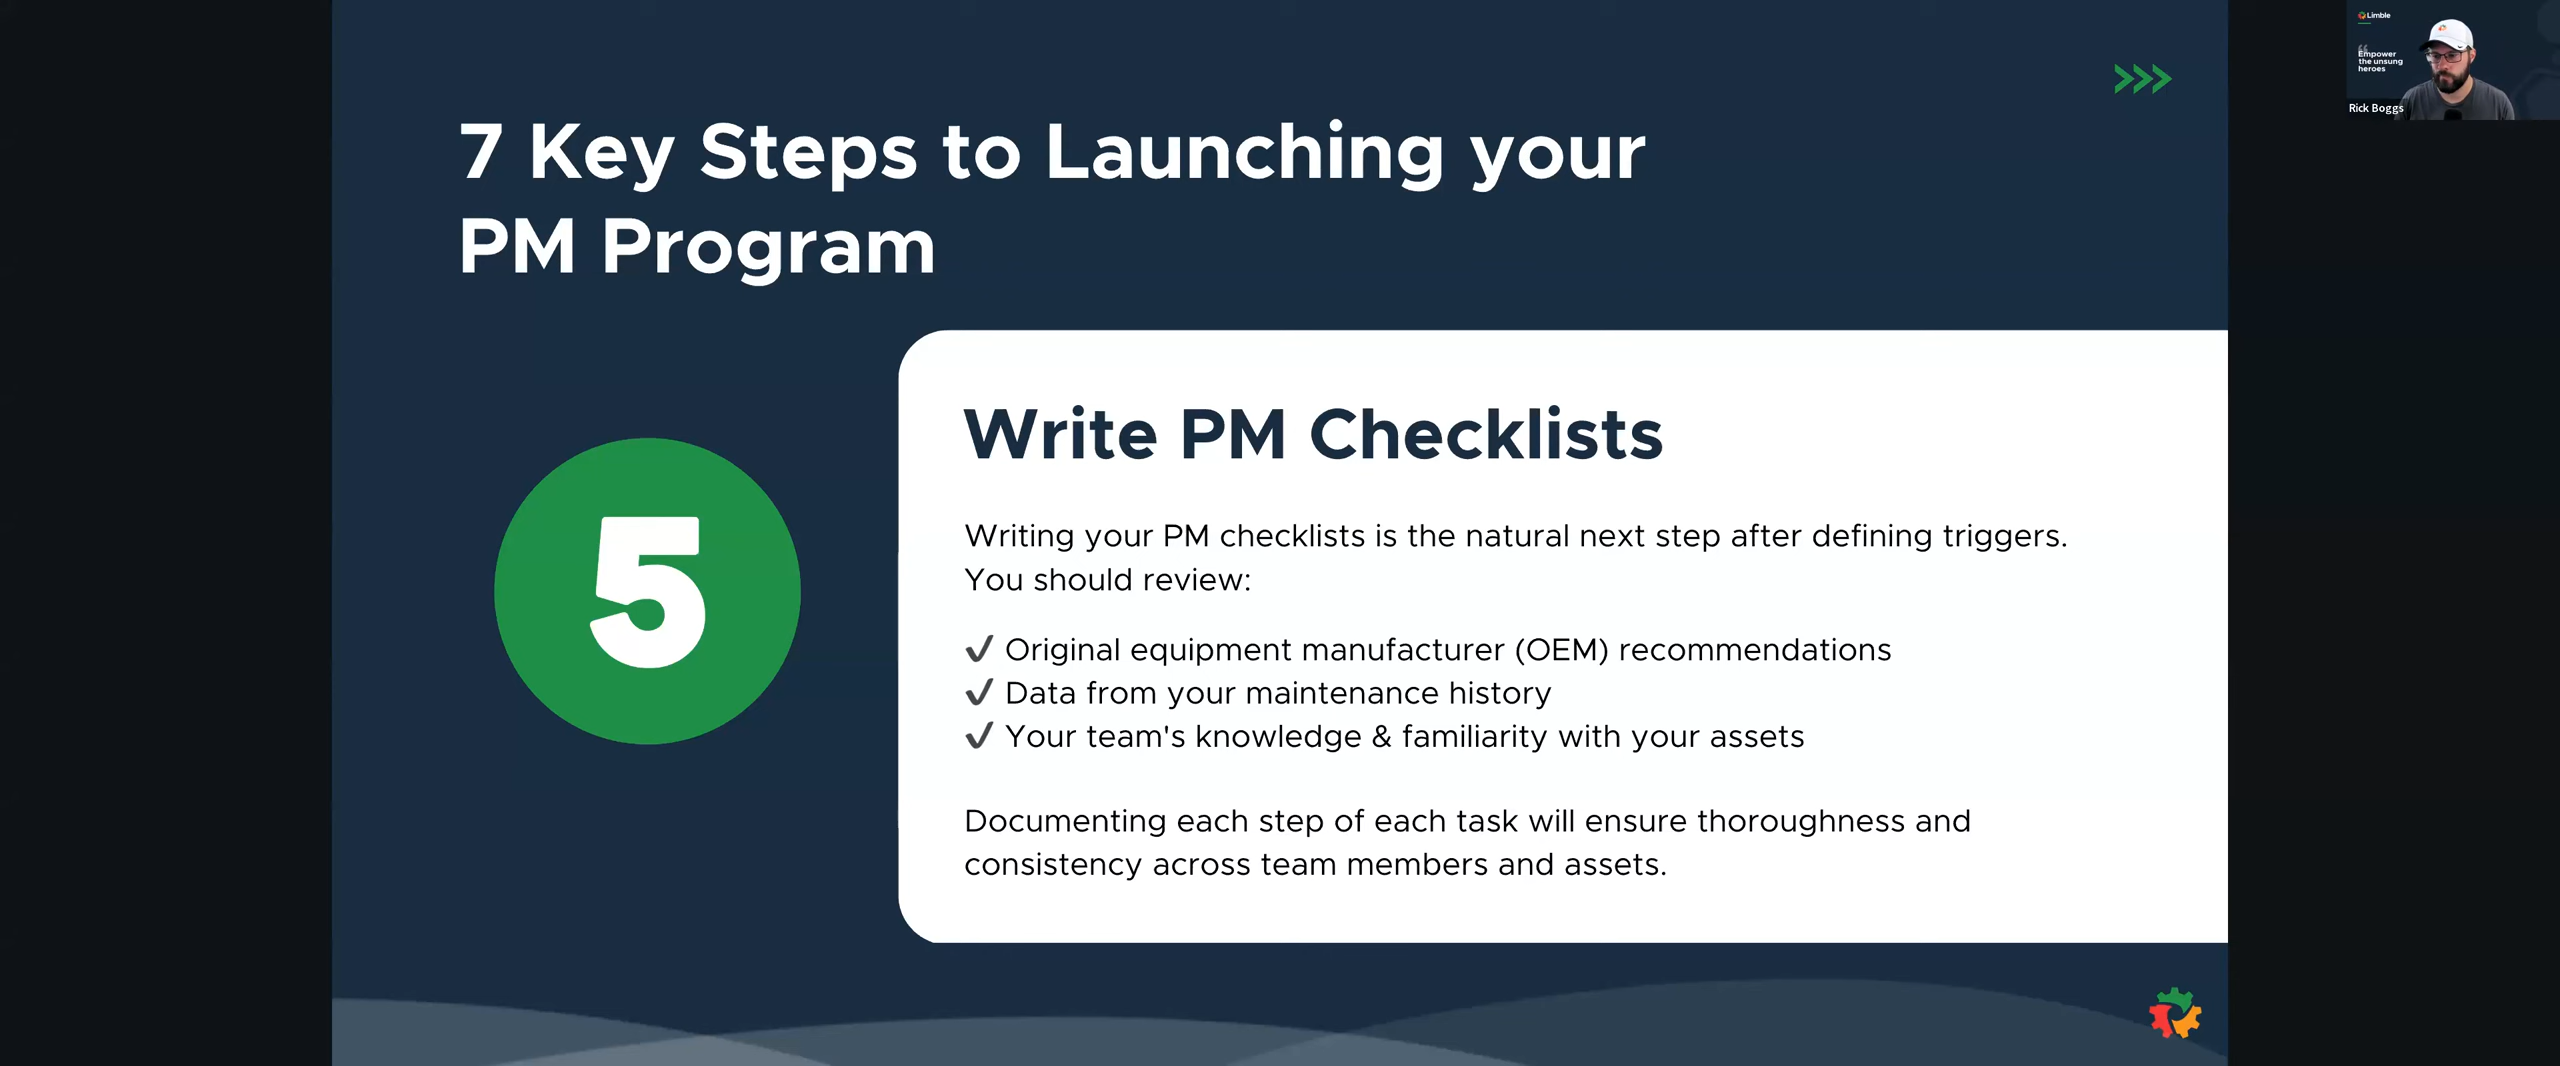 7 Key Steps to Launching your
PM Program
5
Write PM Checklists
Writing your PM checklists is the natural next step after defining triggers.
You should review:
✔ Original equipment manufacturer (OEM) recommendations
✔ Data from your maintenance history
✔ Your team's knowledge & familiarity with your assets
Documenting each step of each task will ensure thoroughness and
consistency across team members and assets.
Limble
“
Empower
the unsung
heroes
Rick Boggs